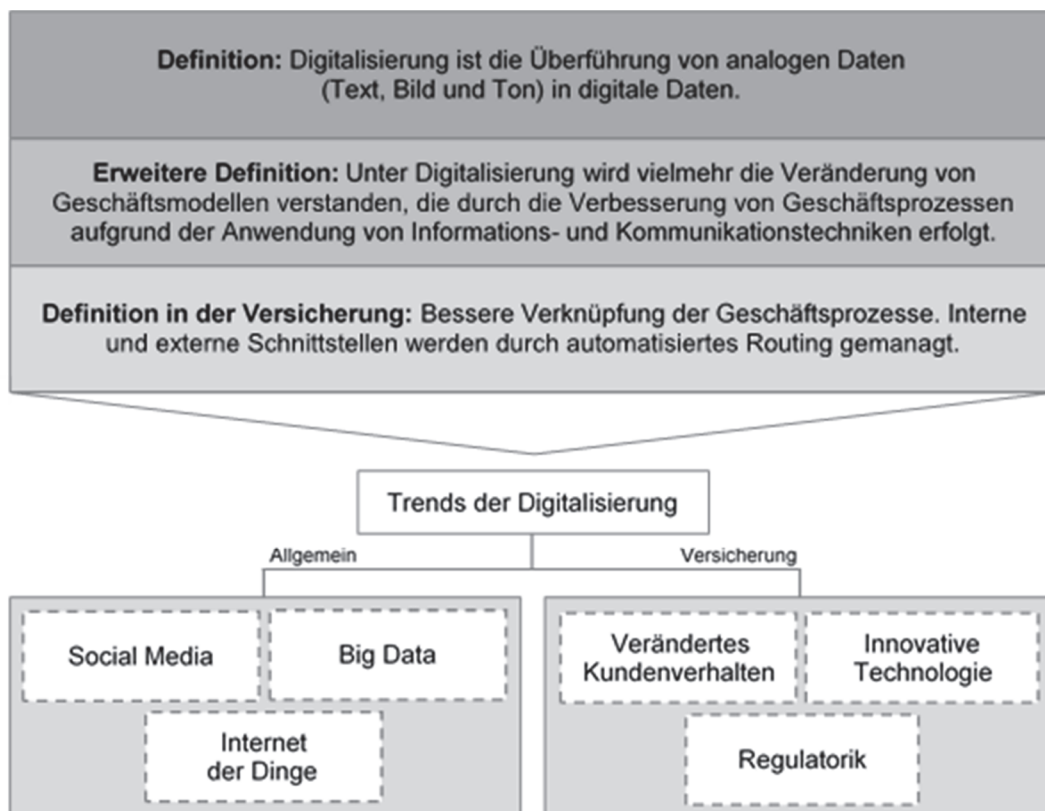 Definition: Digitalisierung ist die Überführung von analogen Daten
(Text, Bild und Ton) in digitale Daten.
Erweitere Definition: Unter Digitalisierung wird vielmehr die Veränderung von
Geschäftsmodellen verstanden, die durch die Verbesserung von Geschäftsprozessen
aufgrund der Anwendung von Informations- und Kommunikationstechniken erfolgt.
Definition in der Versicherung: Bessere Verknüpfung der Geschäftsprozesse. Interne
und externe Schnittstellen werden durch automatisiertes Routing gemanagt.
Trends der Digitalisierung
Allgemein
Versicherung
Social Media
Big Data
Internet
der Dinge
Verändertes
Kundenverhalten
Innovative
Technologie
Regulatorik